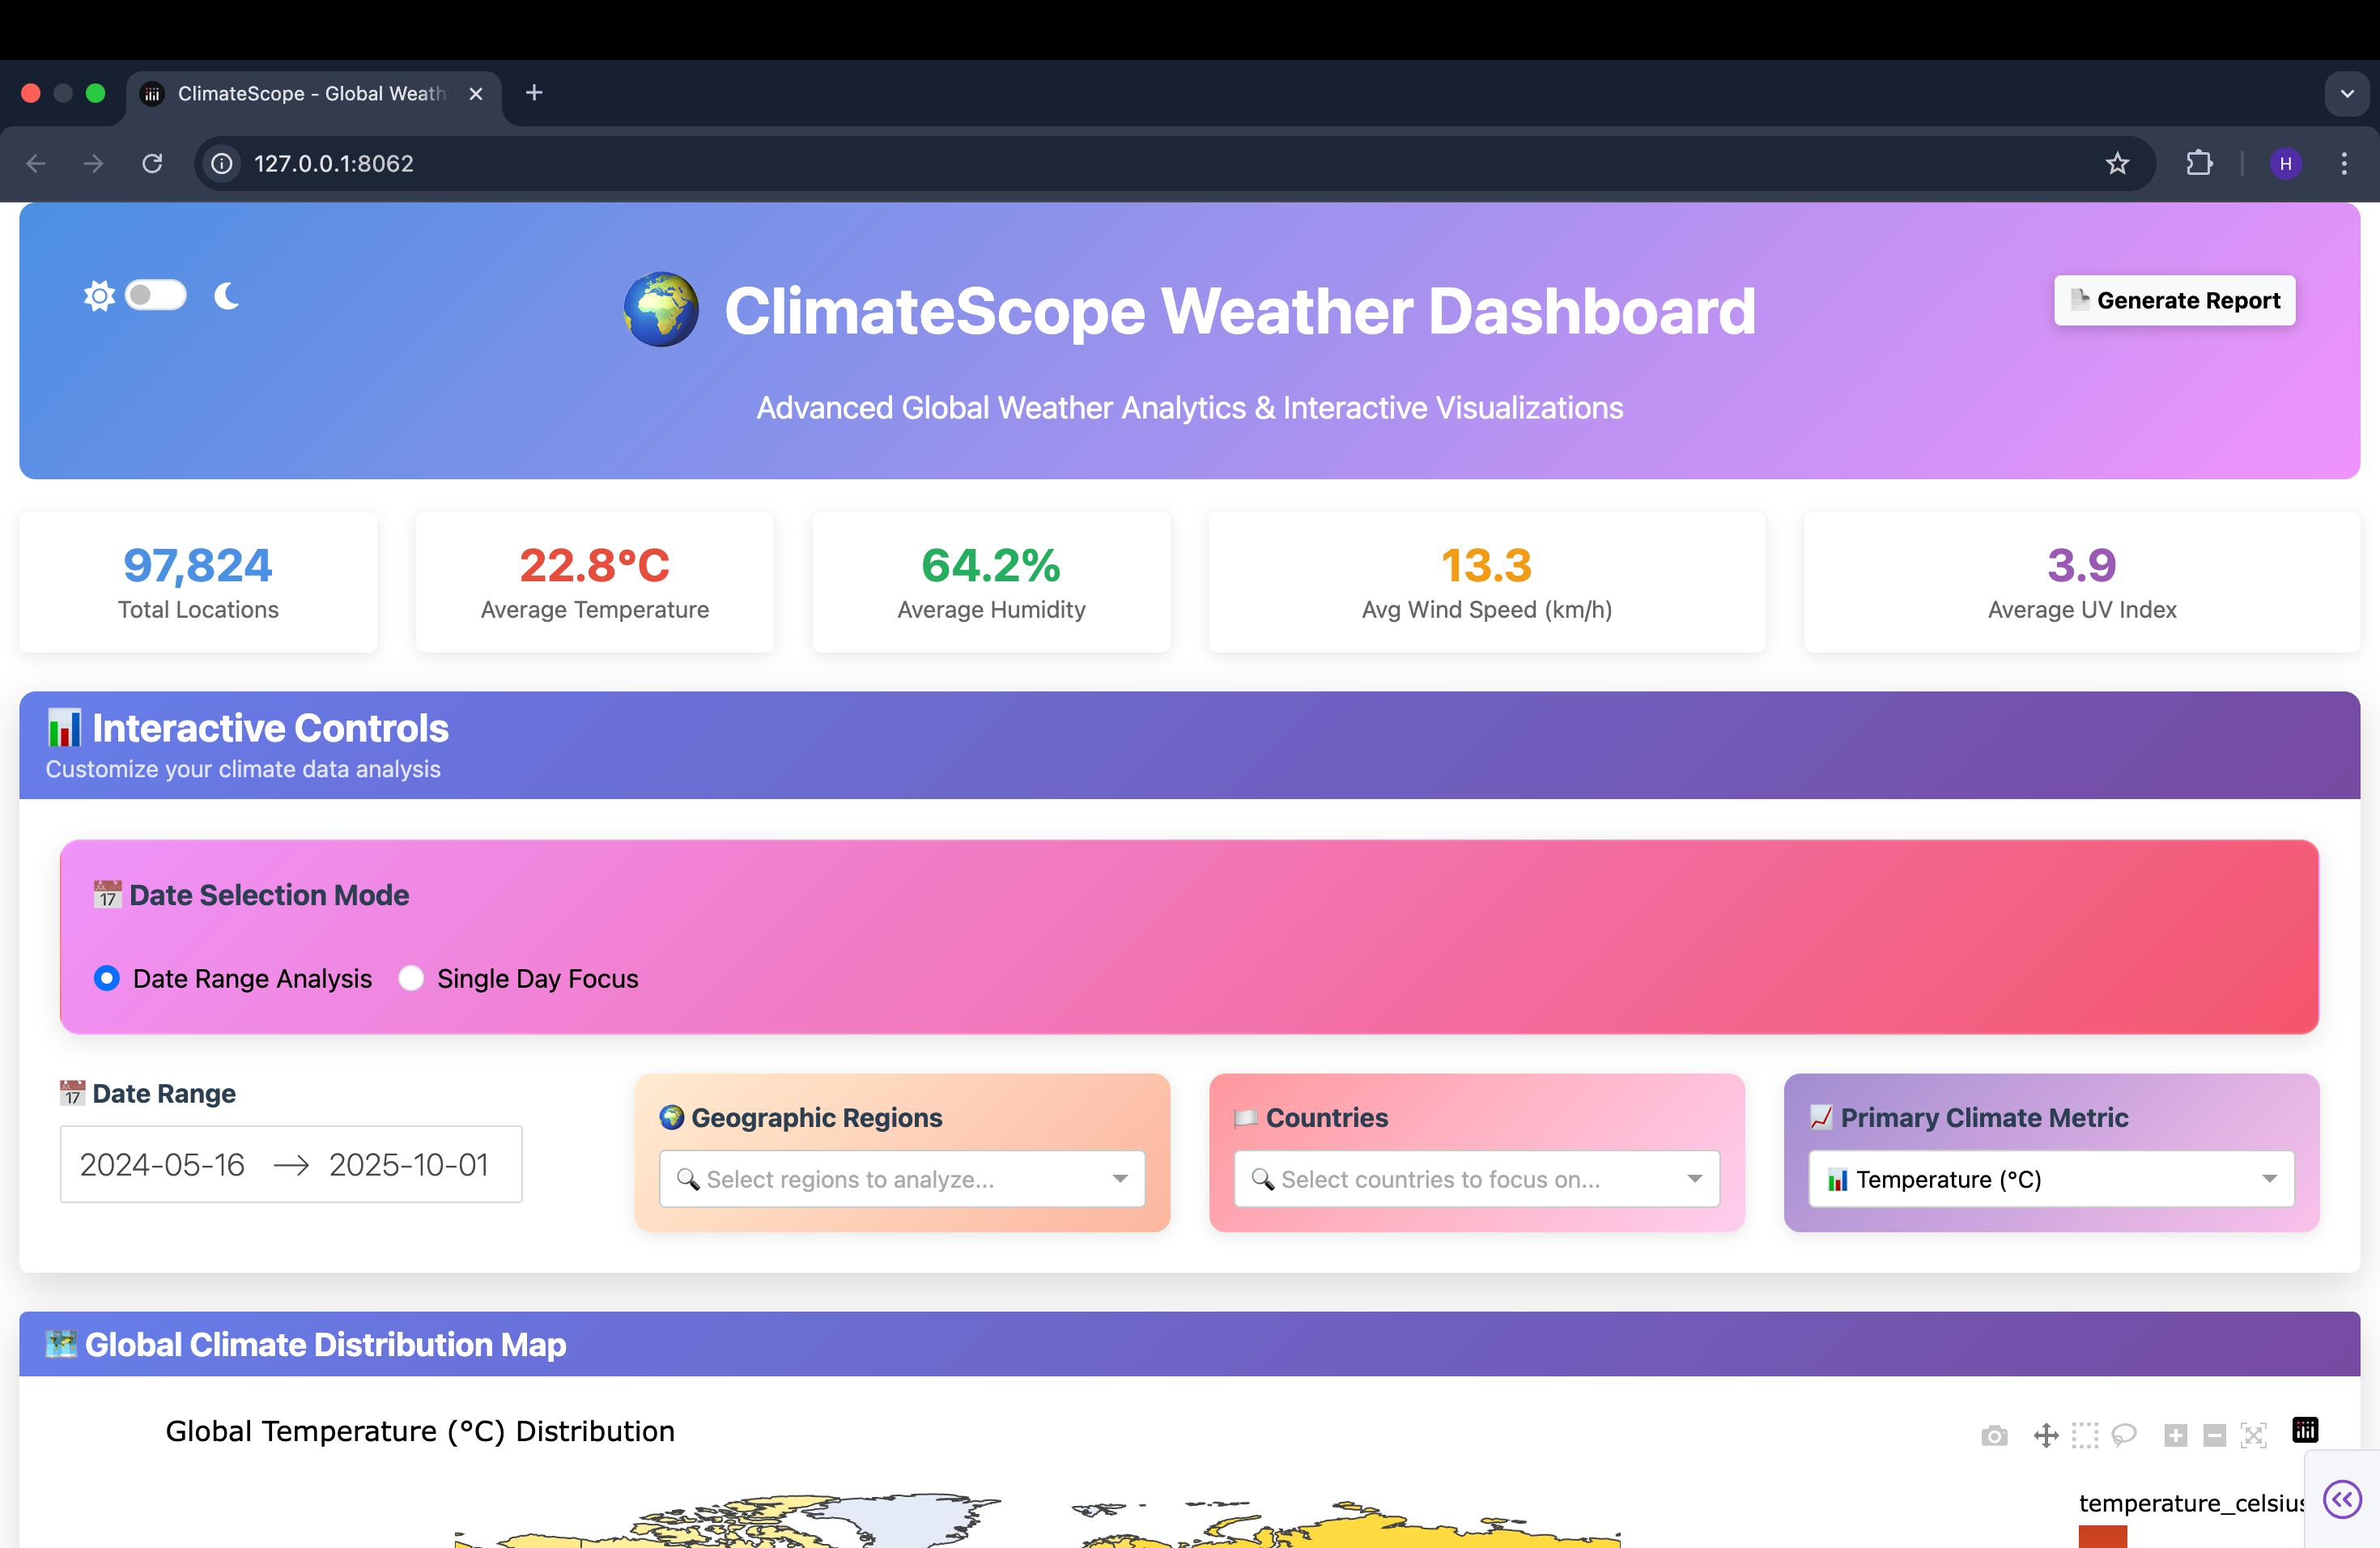 ClimateScope - Global Weath
127.0.0.1:8062
H
ClimateScope Weather Dashboard
Generate Report
Advanced Global Weather Analytics & Interactive Visualizations
97,824
Total Locations
22.8°C
Average Temperature
64.2%
Average Humidity
13.3
Avg Wind Speed (km/h)
3.9
Average UV Index
Interactive Controls
Customize your climate data analysis
17 Date Selection Mode
Date Range Analysis
Single Day Focus
17 Date Range
2024-05-16 → 2025-10-01
Geographic Regions
Select regions to analyze...
Countries
Select countries to focus on...
Primary Climate Metric
Temperature (°C)
Global Climate Distribution Map
Global Temperature (°C) Distribution
temperature_celsius